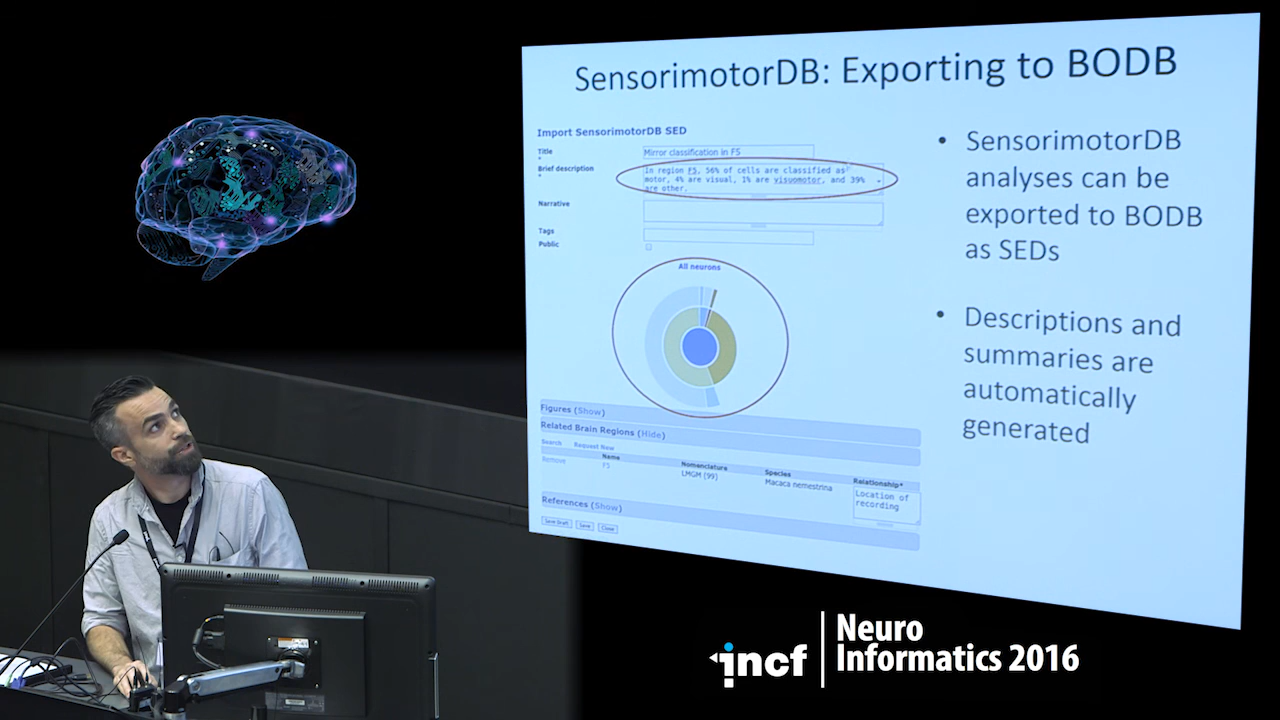 SensorimotorDB: Exporting to BODB
Import SensorimotorDB SED
Title
*
Mirror classification in F5
Brief description
*
In region F5, 56% of cells are classified as
motor, 4% are visual, 1% are visuomotor, and 39%
are other.
Narrative
Tags
Public
All neurons
Figures (Show)
Related Brain Regions (Hide)
Search Request New
Name Nomenclature Species Relationship*
Remove F5 LMGM (99) Macaca nemestrina Location of
recording
References (Show)
Save Draft Save Close
• SensorimotorDB
analyses can be
exported to BODB
as SEDs
• Descriptions and
summaries are
automatically
generated
incf
Neuro
Informatics 2016